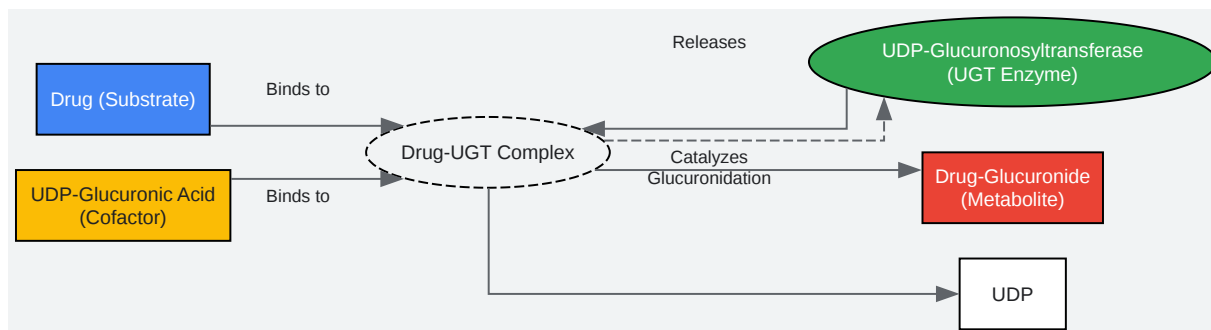 Releases
UDP-Glucuronosyltransferase
(UGT Enzyme)
Drug (Substrate)
Binds to
Drug-UGT Complex
Catalyzes
Glucuronidation
Drug-Glucuronide
(Metabolite)
UDP-Glucuronic Acid
(Cofactor)
Binds to
UDP